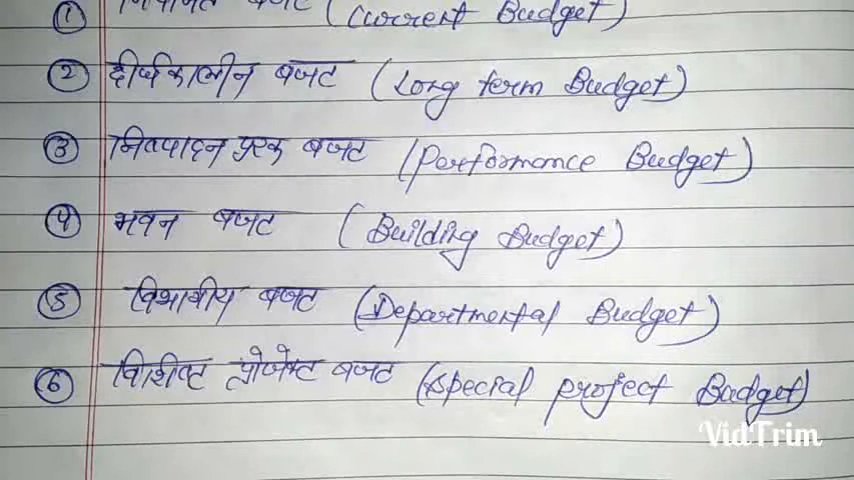 ① बजट (Current Budget)
② दीर्घकालीन बजट (Long term Budget)
③ निष्पादन परक बजट (Performance Budget)
④ भवन बजट (Building Budget)
⑤ विभागीय बजट (Departmental Budget)
⑥ विशिष्ट प्रोजेक्ट बजट (special project Budget)
VidTrim